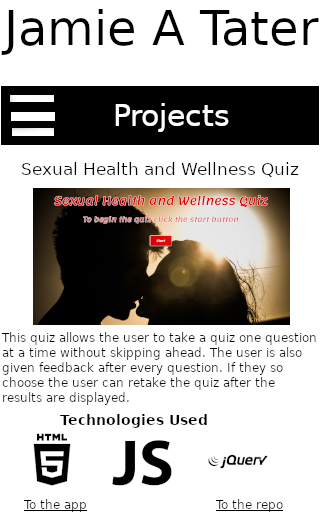 Jamie A Tater
Projects
Sexual Health and Wellness Quiz
Sexual Health and Wellness Quiz
To begin the quiz click the start button
Start
This quiz allows the user to take a quiz one question
at a time without skipping ahead. The user is also
given feedback after every question. If they so
choose the user can retake the quiz after the
results are displayed.
Technologies Used
HTML
5
JS
jQuery
To the app
To the repo